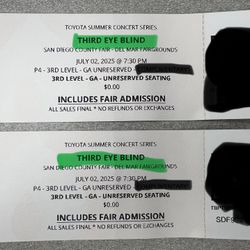 TOYOTA SUMMER CONCERT SERIES
THIRD EYE BLIND
SAN DIEGO COUNTY FAIR - DEL MAR FAIRGROUNDS
JULY 02, 2025 @ 7:30 PM
P4 - 3RD LEVEL - GA UNRESERVED
3RD LEVEL - GA - UNRESERVED SEATING
$0.00
INCLUDES FAIR ADMISSION
ALL SALES FINAL * NO REFUNDS OR EXCHANGES
TOYOTA SUMMER CONCERT SERIES
THIRD EYE BLIND
SAN DIEGO COUNTY FAIR - DEL MAR FAIRGROUNDS
JULY 02, 2025 @ 7:30 PM
P4 - 3RD LEVEL - GA UNRESERVED
3RD LEVEL - GA - UNRESERVED SEATING
$0.00
INCLUDES FAIR ADMISSION
ALL SALES FINAL * NO REFUNDS OR EXCHANGES